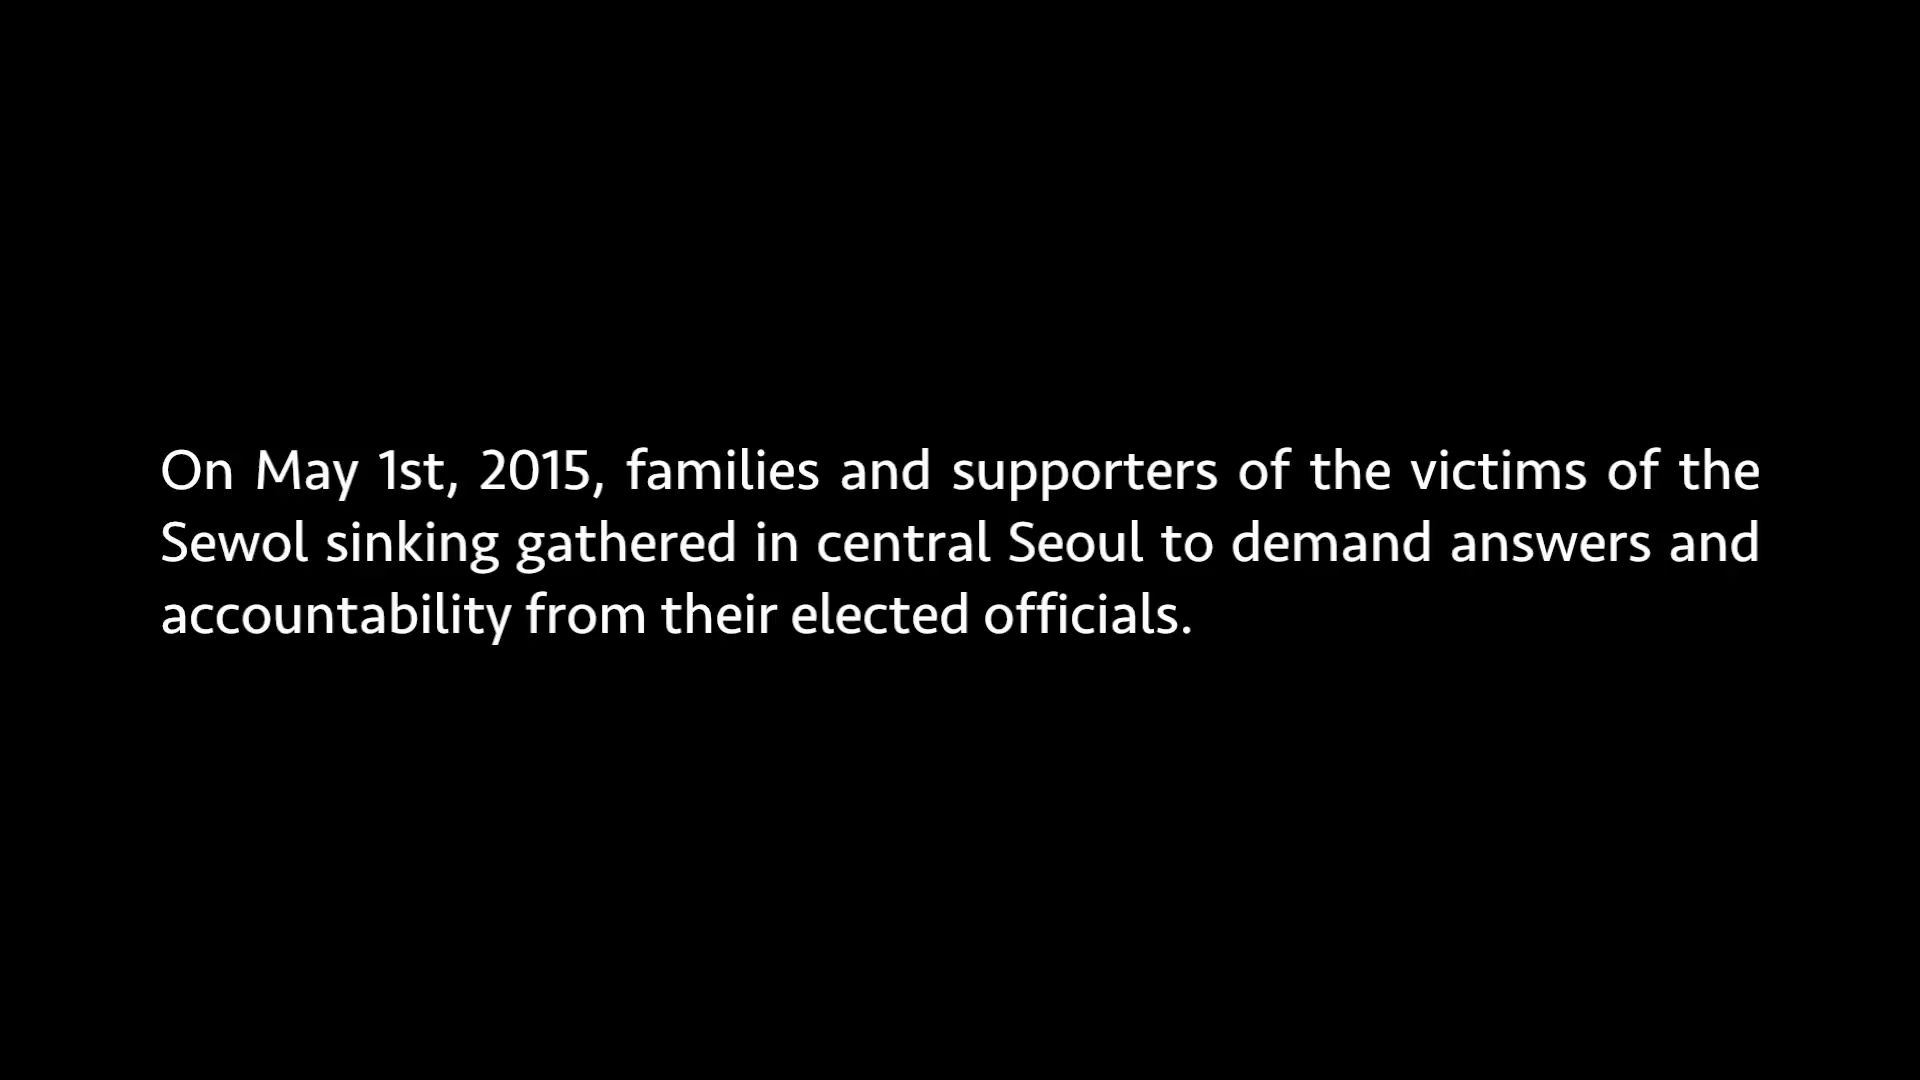 On May 1st, 2015, families and supporters of the victims of the
Sewol sinking gathered in central Seoul to demand answers and
accountability from their elected officials.